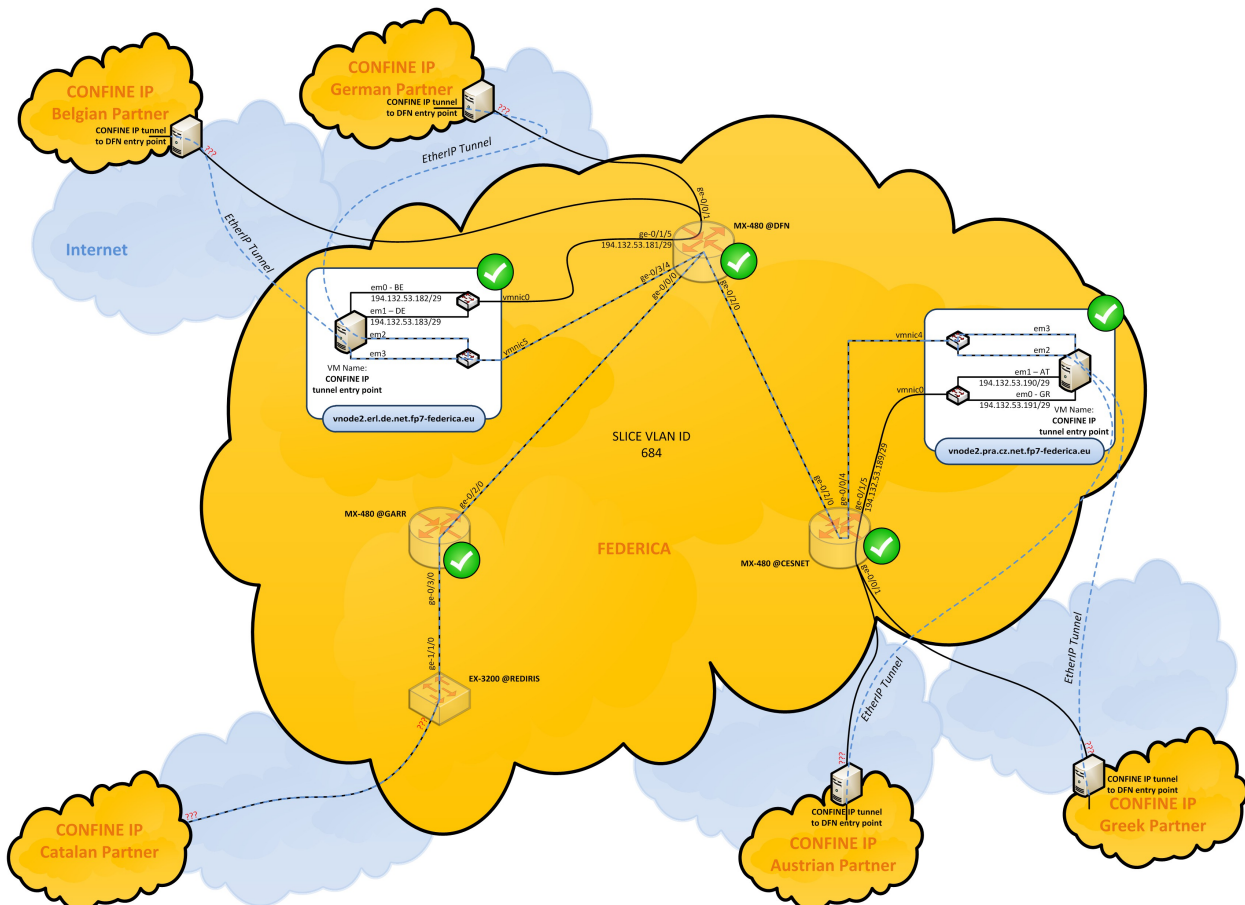 CONFINE IP
Belgian Partner
CONFINE IP tunnel
to DFN entry point
???
CONFINE IP
German Partner
CONFINE IP tunnel
to DFN entry point
???
EtherIP Tunnel
EtherIP Tunnel
Internet
ge-0/0/1
MX-480 @DFN
ge-0/1/5
194.132.53.181/29
ge-0/3/4
ge-0/0/0
ge-0/2/0
em0 - BE
194.132.53.182/29
em1 – DE
194.132.53.183/29
em2
em3
vmnic0
vmnic5
VM Name:
CONFINE IP
tunnel entry point
vnode2.erl.de.net.fp7-federica.eu
vmnic4
vmnic0
em3
em2
em1 – AT
194.132.53.190/29
em0 - GR
194.132.53.191/29
VM Name:
CONFINE IP
tunnel entry point
vnode2.pra.cz.net.fp7-federica.eu
SLICE VLAN ID
684
ge-0/2/0
MX-480 @GARR
ge-0/3/0
FEDERICA
ge-0/2/0
ge-0/0/4
ge-0/1/5
194.132.53.189/29
MX-480 @CESNET
ge-0/0/1
ge-1/1/0
EX-3200 @REDIRIS
???
EtherIP Tunnel
EtherIP Tunnel
???
CONFINE IP
Catalan Partner
???
CONFINE IP tunnel
to DFN entry point
CONFINE IP
Austrian Partner
???
CONFINE IP tunnel
to DFN entry point
CONFINE IP
Greek Partner